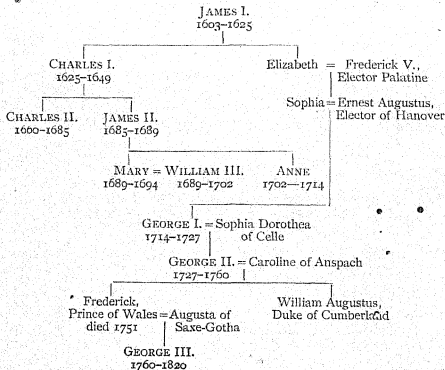 JAMES I.
1603–1625
CHARLES I.
1625–1649
Elizabeth = Frederick V.,
Elector Palatine
CHARLES II.
1660–1685
JAMES II.
1685–1689
Sophia = Ernest Augustus,
Elector of Hanover
MARY = WILLIAM III.
1689–1694 1689–1702
ANNE
1702—1714
GEORGE I. = Sophia Dorothea
1714–1727 of Celle
GEORGE II. = Caroline of Anspach
1727–1760
Frederick,
Prince of Wales = Augusta of
died 1751 Saxe-Gotha
William Augustus,
Duke of Cumberland
GEORGE III.
1760–1820